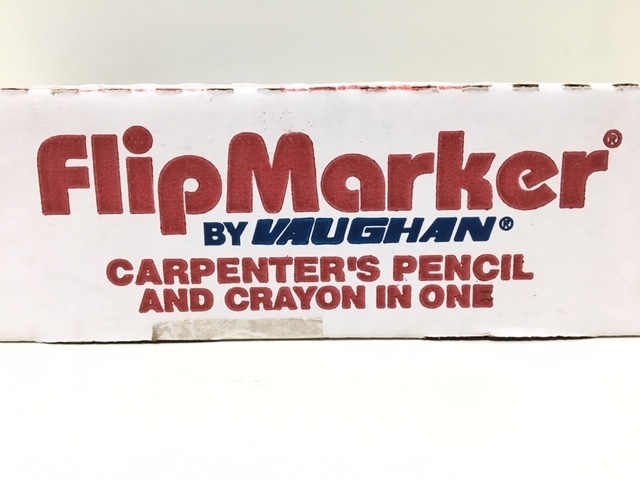 FlipMarker®
BY VAUGHAN®
CARPENTER'S PENCIL
AND CRAYON IN ONE